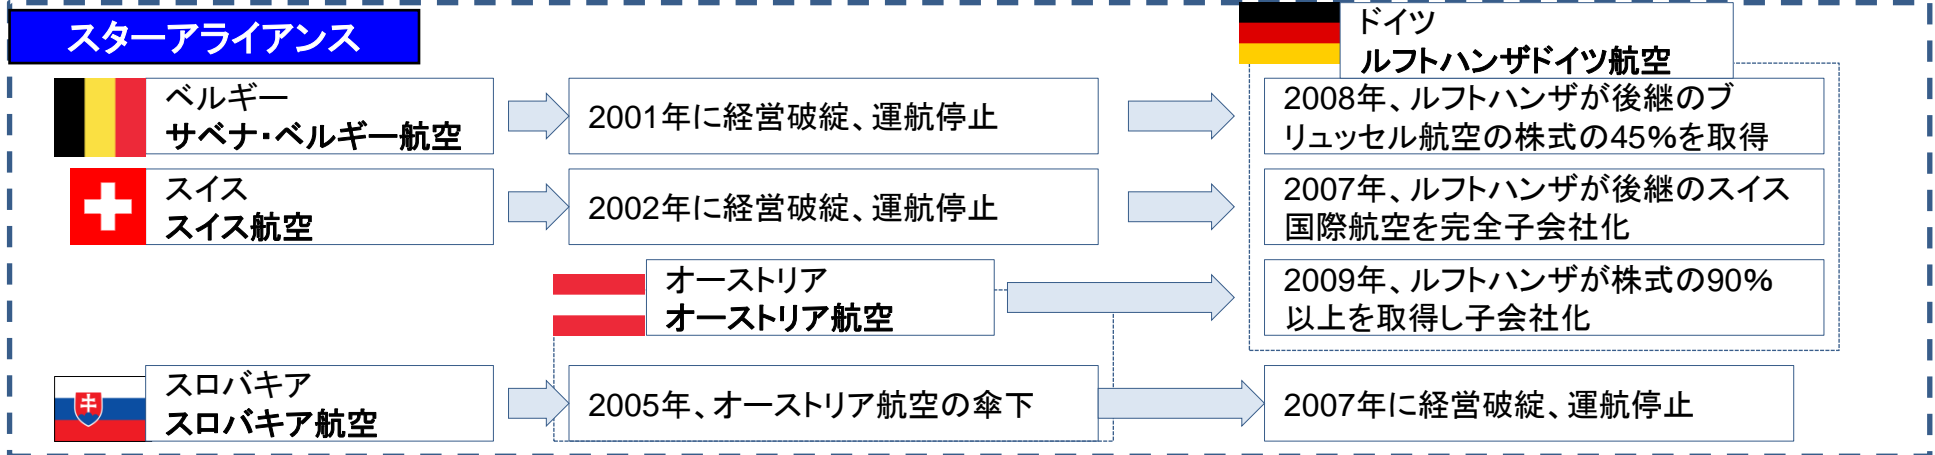 スターアライアンス
ドイツ
ルフトハンザドイツ航空
ベルギー
サベナ・ベルギー航空
2001年に経営破綻、運航停止
2008年、ルフトハンザが後継のブ
リュッセル航空の株式の45%を取得
スイス
スイス航空
2002年に経営破綻、運航停止
2007年、ルフトハンザが後継のスイス
国際航空を完全子会社化
オーストリア
オーストリア航空
2009年、ルフトハンザが株式の90%
以上を取得し子会社化
スロバキア
スロバキア航空
2005年、オーストリア航空の傘下
2007年に経営破綻、運航停止